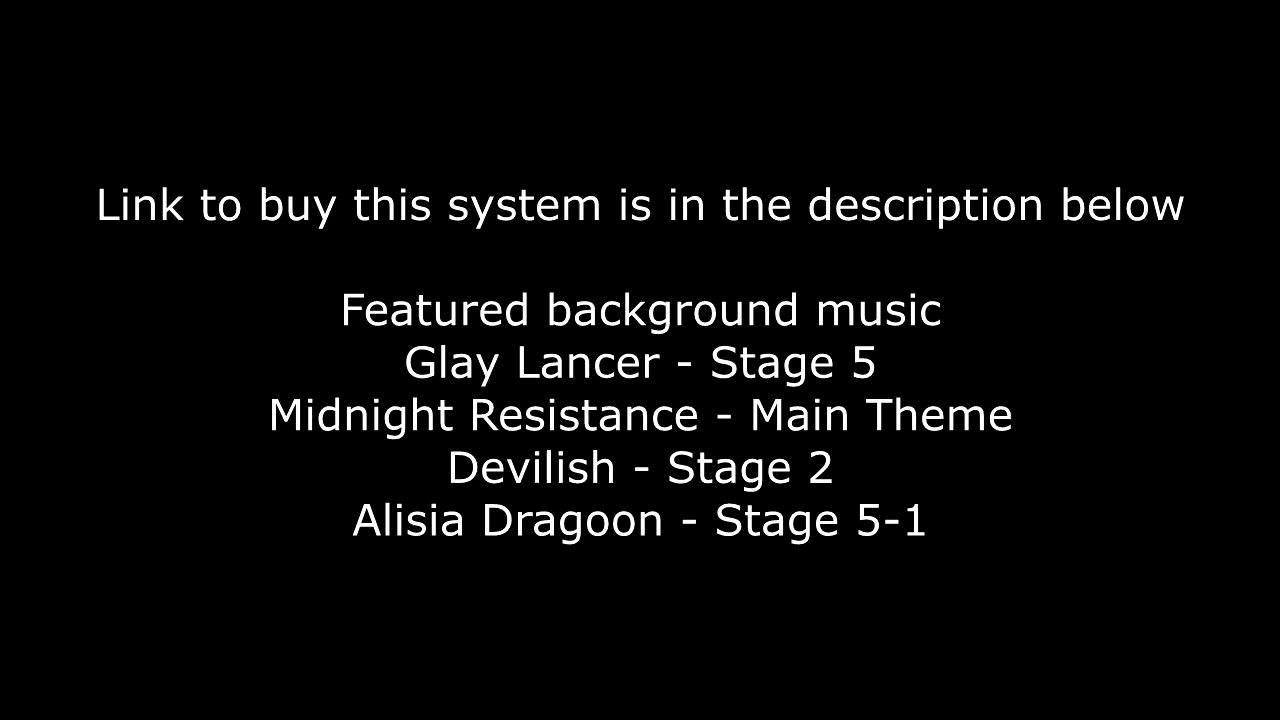 Link to buy this system is in the description below
Featured background music
Glay Lancer - Stage 5
Midnight Resistance - Main Theme
Devilish - Stage 2
Alisia Dragoon - Stage 5-1